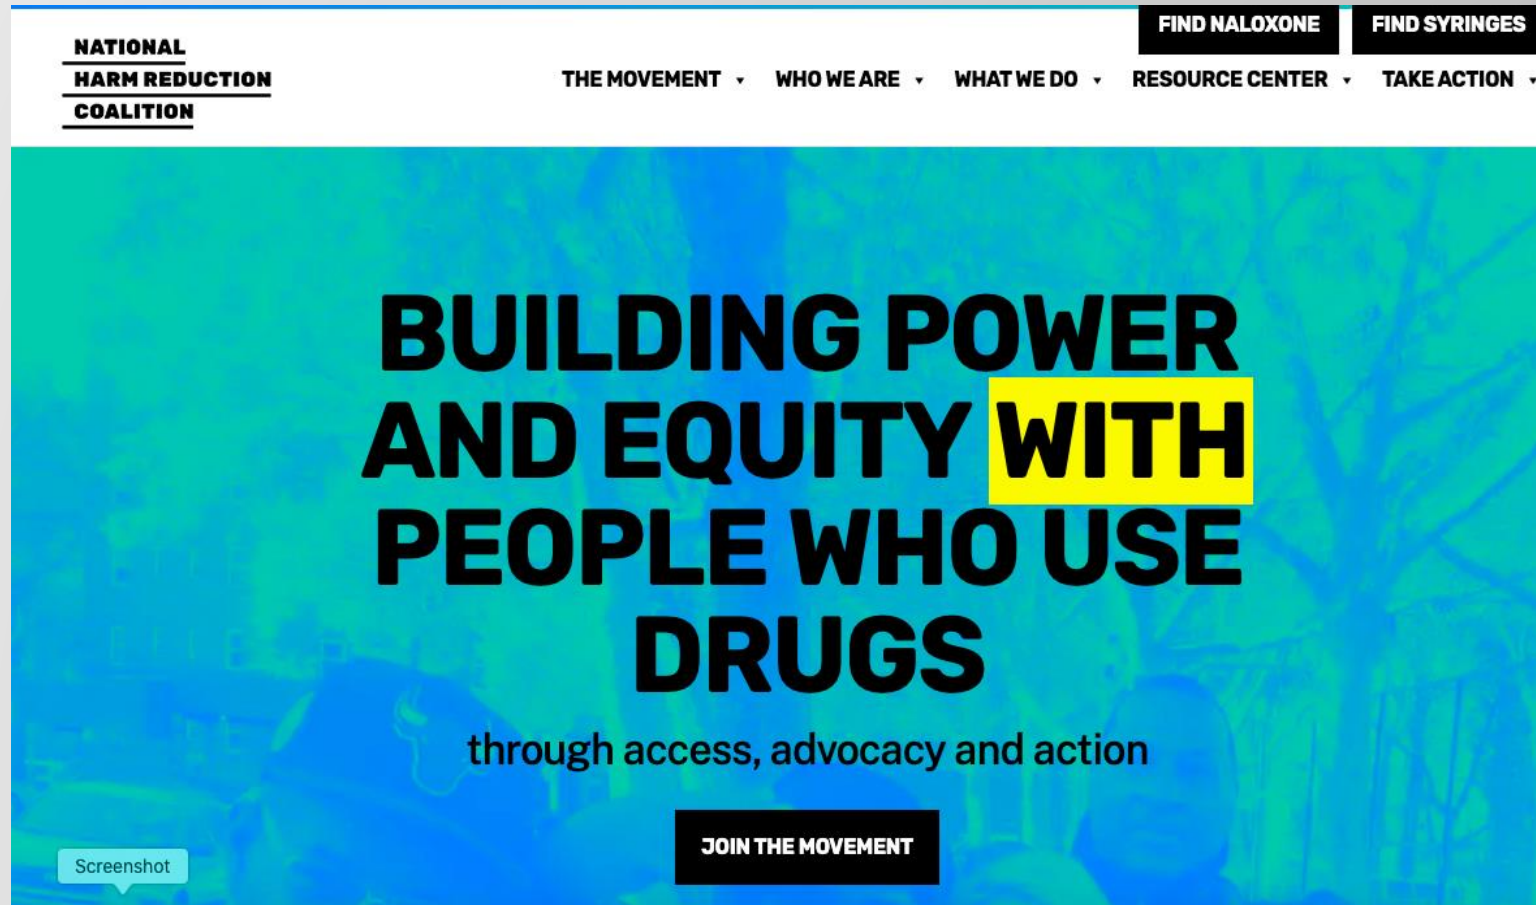 FIND NALOXONE
FIND SYRINGES
NATIONAL
HARM REDUCTION
COALITION
THE MOVEMENT
WHO WE ARE
WHAT WE DO
RESOURCE CENTER
TAKE ACTION
BUILDING POWER
AND EQUITY WITH
PEOPLE WHO USE
DRUGS
through access, advocacy and action
JOIN THE MOVEMENT
Screenshot